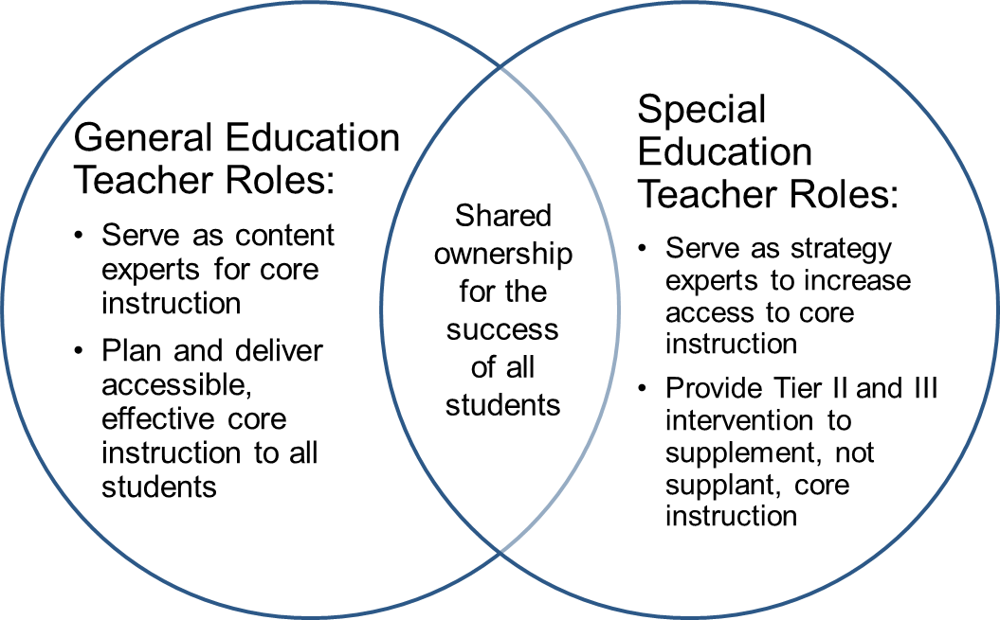 General Education
Teacher Roles:
• Serve as content
experts for core
instruction
• Plan and deliver
accessible,
effective core
instruction to all
students
Shared
ownership
for the
success
of all
students
Special
Education
Teacher Roles:
• Serve as strategy
experts to increase
access to core
instruction
• Provide Tier II and III
intervention to
supplement, not
supplant, core
instruction